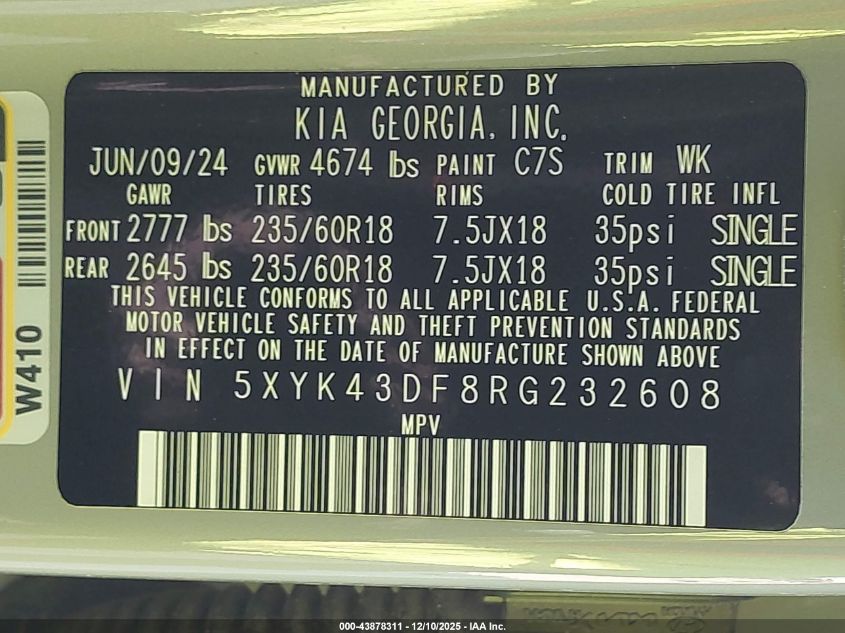 MANUFACTURED BY
KIA GEORGIA, INC.
JUN/09/24 GVWR 4674 lbs PAINT C7S TRIM WK
GAWR TIRES RIMS COLD TIRE INFL
FRONT 2777 lbs 235/60R18 7.5JX18 35psi SINGLE
REAR 2645 lbs 235/60R18 7.5JX18 35psi SINGLE
THIS VEHICLE CONFORMS TO ALL APPLICABLE U.S.A. FEDERAL
MOTOR VEHICLE SAFETY AND THEFT PREVENTION STANDARDS
IN EFFECT ON THE DATE OF MANUFACTURE SHOWN ABOVE
VIN 5XYK43DF8RG232608
MPV
W410
000-43878311 - 12/10/2025 - IAA Inc.